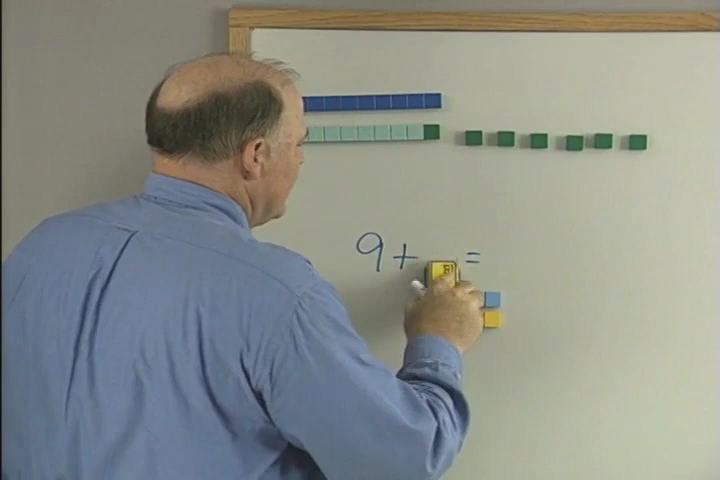 9 + =